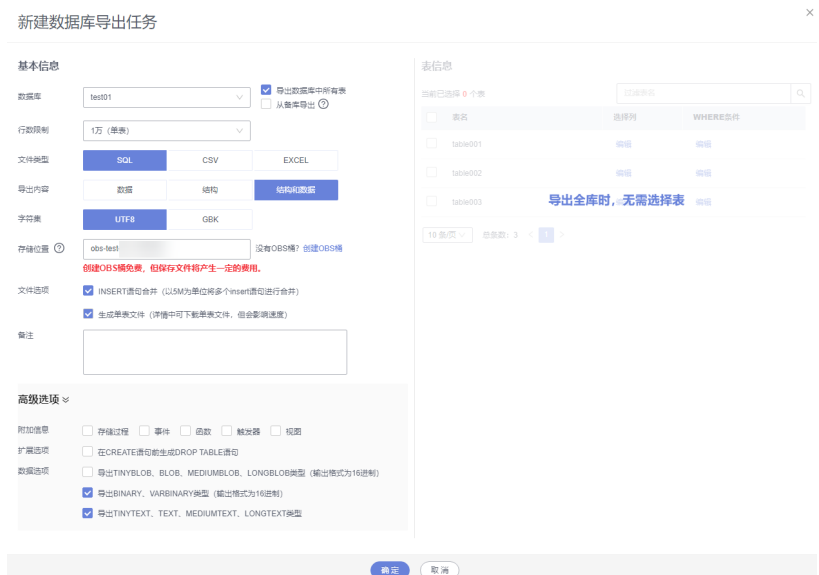 新建数据库导出任务
基本信息
数据库
test01
导出数据库中所有表
从备库导出
行数限制
1万（单表）
文件类型
SQL
CSV
EXCEL
导出内容
数据
结构
结构和数据
字符集
UTF8
GBK
存储位置
obs-test
没有OBS桶？创建OBS桶
创建OBS桶免费，但保存文件将产生一定的费用。
文件选项
INSERT语句合并（以5M为单位将多个insert语句进行合并）
生成单表文件（详情中可下载单表文件，但会影响速度）
备注
高级选项
附加信息
存储过程
事件
函数
触发器
视图
扩展选项
在CREATE语句前生成DROP TABLE语句
数据选项
导出TINYBLOB、BLOB、MEDIUMBLOB、LONGBLOB类型（输出格式为16进制）
导出BINARY、VARBINARY类型（输出格式为16进制）
导出TINYTEXT、TEXT、MEDIUMTEXT、LONGTEXT类型
表信息
当前已选择 0 个表
过滤表名
表名
选择列
WHERE条件
table001
编辑
编辑
table002
编辑
编辑
table003
编辑
导出全库时，无需选择表
10 条/页
总条数：3
1
确定
取消